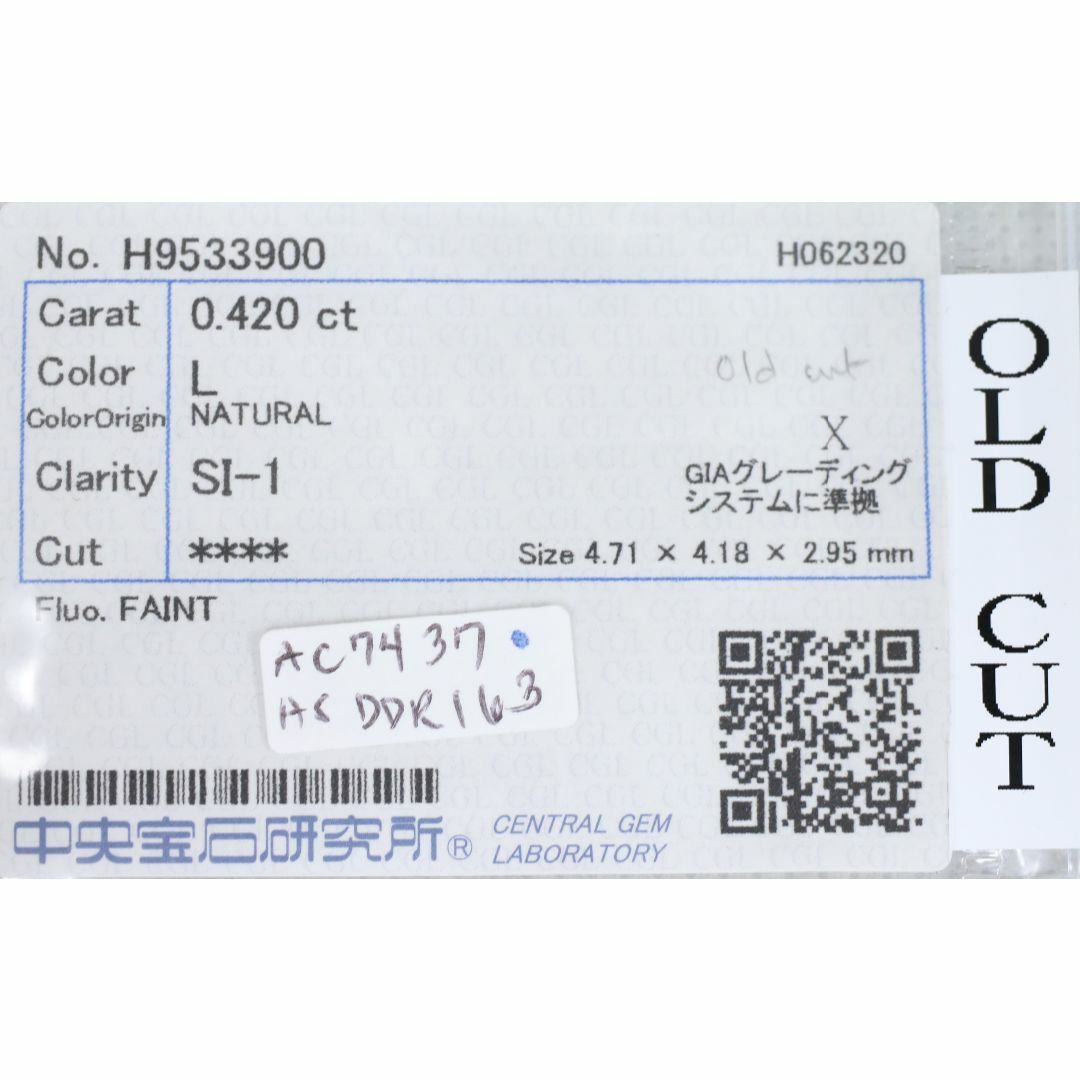 No. H9533900
H062320
Carat 0.420 ct
Color L
ColorOrigin NATURAL
old cut
X
Clarity SI-1
GIAグレーディング
システムに準拠
Cut ****
Size 4.71 × 4.18 × 2.95 mm
Fluo. FAINT
AC7437
AS DDR163
中央宝石研究所®
CENTRAL GEM
LABORATORY
OLD CUT